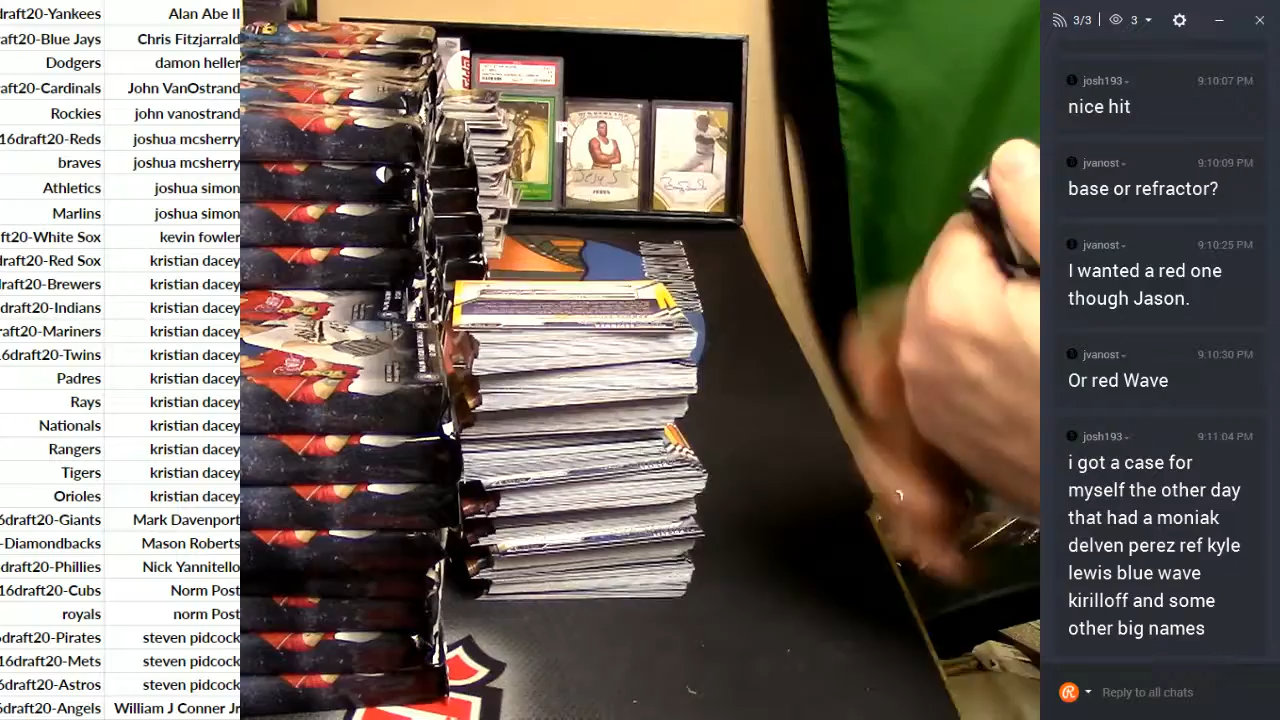 draft20-Yankees Alan Abe II
aft20-Blue Jays Chris Fitzjarrald
Dodgers damon heller
draft20-Cardinals John VanOstrand
Rockies john vanostrand
16draft20-Reds joshua mcsherry
braves joshua mcsherry
Athletics joshua simon
Marlins joshua simon
ft20-White Sox kevin fowler
draft20-Red Sox kristian dacey
draft20-Brewers kristian dacey
draft20-Indians kristian dacey
raft20-Mariners kristian dacey
6draft20-Twins kristian dacey
Padres kristian dacey
Rays kristian dacey
Nationals kristian dacey
Rangers kristian dacey
Tigers kristian dacey
Orioles kristian dacey
6draft20-Giants Mark Davenport
-Diamondbacks Mason Roberts
draft20-Phillies Nick Yannitello
16draft20-Cubs Norm Post
royals norm Post
draft20-Pirates steven pidcock
16draft20-Mets steven pidcock
6draft20-Astros steven pidcock
6draft20-Angels William J Conner Jr
3/3 3
josh193 9:10:07 PM
nice hit
jvanost 9:10:09 PM
base or refractor?
jvanost 9:10:25 PM
I wanted a red one
though Jason.
jvanost 9:10:30 PM
Or red Wave
josh193 9:11:04 PM
i got a case for
myself the other day
that had a moniak
delven perez ref kyle
lewis blue wave
kirilloff and some
other big names
Reply to all chats